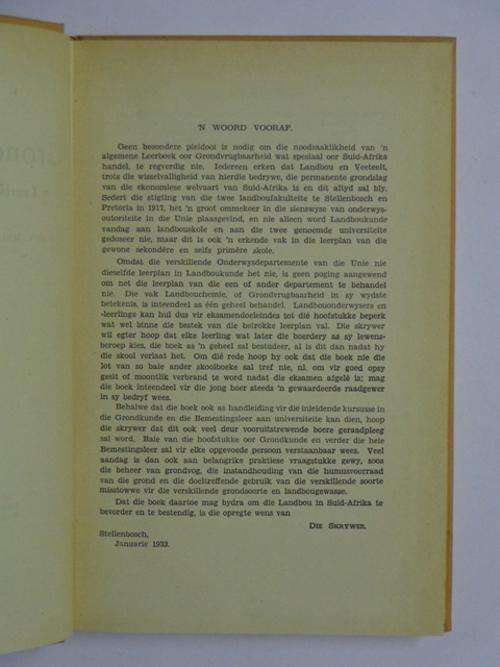 'N WOORD VOORAF.
Geen besondere pleidooi is nodig om die noodsaaklikheid van 'n
algemene Leerboek oor Grondvrugbaarheid wat spesiaal oor Suid-Afrika
handel, te regverdig nie. Iedereen erken dat Landbou en Veeteelt,
trots die wisselvalligheid van hierdie bedrywe, die permanente grondslag
van die ekonomiese welvaart van Suid-Afrika is en dit altyd sal bly.
Sedert die stigting van die twee landboufakulteite te Stellenbosch en
Pretoria in 1917, het 'n groot ommekeer in die sienswyse van onderwys-
outoriteite in die Unie plaasgevind, en nie alleen word Landboukunde
vandag aan landbouskole en aan die twee genoemde universiteite
gedoseer nie, maar dit is ook 'n erkende vak in die leerplan van die
gewone sekondêre en selfs primêre skole.
Omdat die verskillende Onderwysdepartemente van die Unie nie
dieselfde leerplan in Landboukunde het nie, is geen poging aangewend
om net die leerplan van die een of ander departement te behandel
nie. Die vak Landbouchemie, of Grondvrugbaarheid in sy wydste
betekenis, is inteendeel as één geheel behandel. Landbouonderwysers en
-leerlinge kan hul dus vir eksamendoeleindes tot dié hoofstukke beperk
wat wel binne die bestek van die betrokke leerplan val. Die skrywer
wil egter hoop dat elke leerling wat later die boerdery as sy lewens-
beroep kies, die boek as 'n geheel sal bestudeer, al is dit dan nadat hy
die skool verlaat het. Om dié rede hoop hy ook dat die boek nie die
lot van so baie ander skoolboeke sal tref nie, nl. om vir goed opsy
gesit of moontlik verbrand te word nadat die eksamen afgelê is; mag
die boek inteendeel vir die jong boer steeds 'n gewaardeerde raadgewer
in sy bedryf wees.
Behalwe dat die boek ook as handleiding vir die inleidende kursusse in
die Grondkunde en die Bemestingsleer aan universiteite kan dien, hoop
die skrywer dat dit ook veel deur vooruitstrewende boere geraadpleeg
sal word. Baie van die hoofstukke oor Grondkunde en verder die hele
Bemestingsleer sal vir elke opgevoede persoon verstaanbaar wees. Veel
aandag is dan ook aan belangrike praktiese vraagstukke gewy, soos
die beheer van grondvog, die instandhouding van die humusvoorraad
van die grond en die doeltreffende gebruik van die verskillende soorte
misstowwe vir die verskillende grondsoorte en landbougewasse.
Dat die boek daartoe mag bydra om die Landbou in Suid-Afrika te
bevorder en te bestendig, is die opregte wens van
DIE SKRYWER.
Stellenbosch,
Januarie 1933.